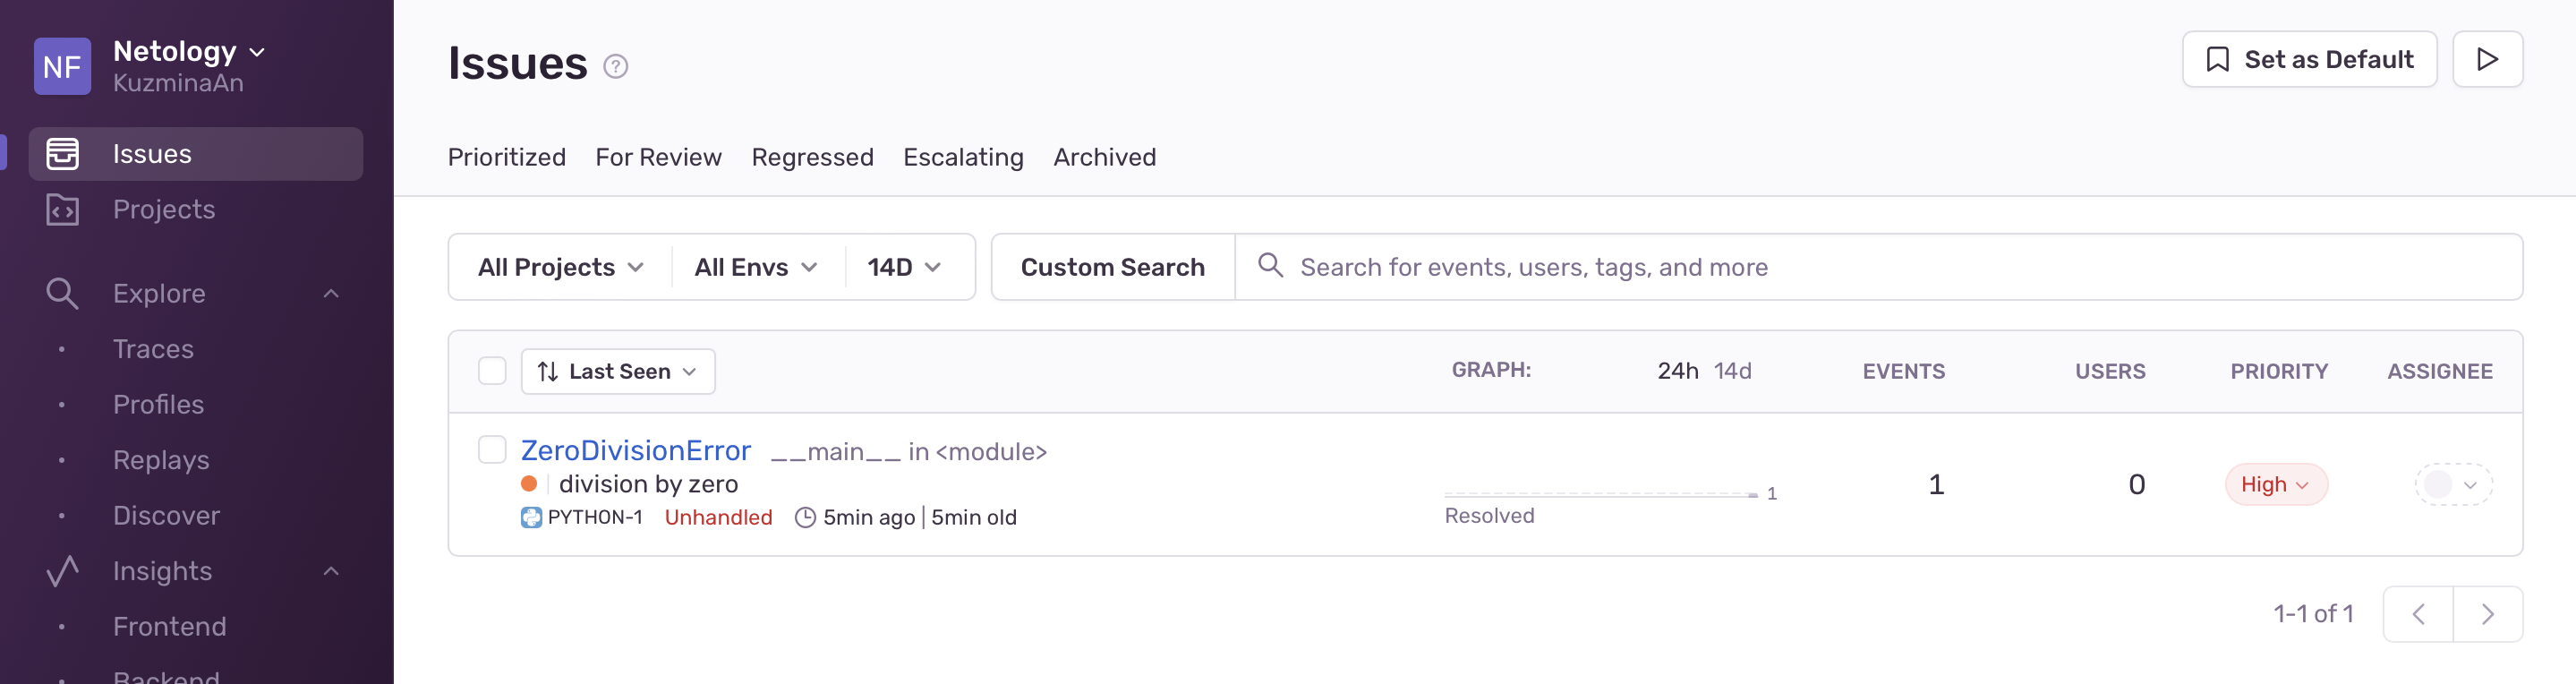 NF
Netology
KuzminaAn
Issues
Projects
Explore
Traces
Profiles
Replays
Discover
Insights
Frontend
Backend
Issues ?
Set as Default
Prioritized For Review Regressed Escalating Archived
All Projects All Envs 14D Custom Search Search for events, users, tags, and more
Last Seen GRAPH: 24h 14d EVENTS USERS PRIORITY ASSIGNEE
ZeroDivisionError __main__ in <module>
division by zero
PYTHON-1 Unhandled 5min ago | 5min old
1
Resolved
1 0 High
1-1 of 1